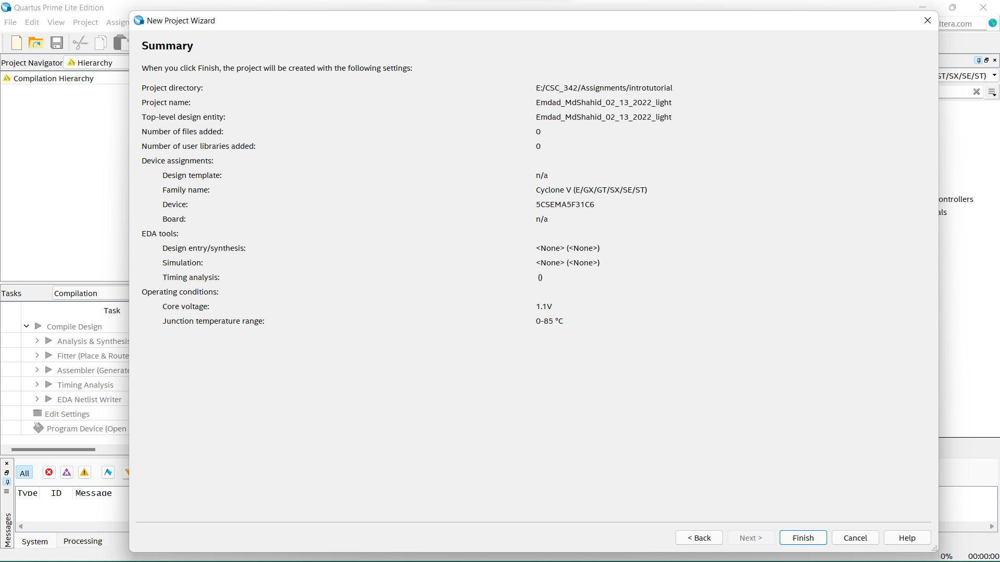 Quartus Prime Lite Edition
File Edit View Project Assign
ltera.com
New Project Wizard
Project Navigator Hierarchy
Compilation Hierarchy
Summary
When you click Finish, the project will be created with the following settings:
Project directory: E:/CSC_342/Assignments/introtutorial
Project name: Emdad_MdShahid_02_13_2022_light
Top-level design entity: Emdad_MdShahid_02_13_2022_light
Number of files added: 0
Number of user libraries added: 0
Device assignments:
Design template: n/a
Family name: Cyclone V (E/GX/GT/SX/SE/ST)
Device: 5CSEMA5F31C6
Board: n/a
EDA tools:
Design entry/synthesis: <None> (<None>)
Simulation: <None> (<None>)
Timing analysis: ()
Operating conditions:
Core voltage: 1.1V
Junction temperature range: 0-85 °C
GT/SX/SE/ST)
ontrollers
als
Tasks Compilation
Task
Compile Design
Analysis & Synthesis
Fitter (Place & Route
Assembler (Generate
Timing Analysis
EDA Netlist Writer
Edit Settings
Program Device (Open
All
Type ID Message
Messages
System Processing
< Back Next > Finish Cancel Help
0% 00:00:00